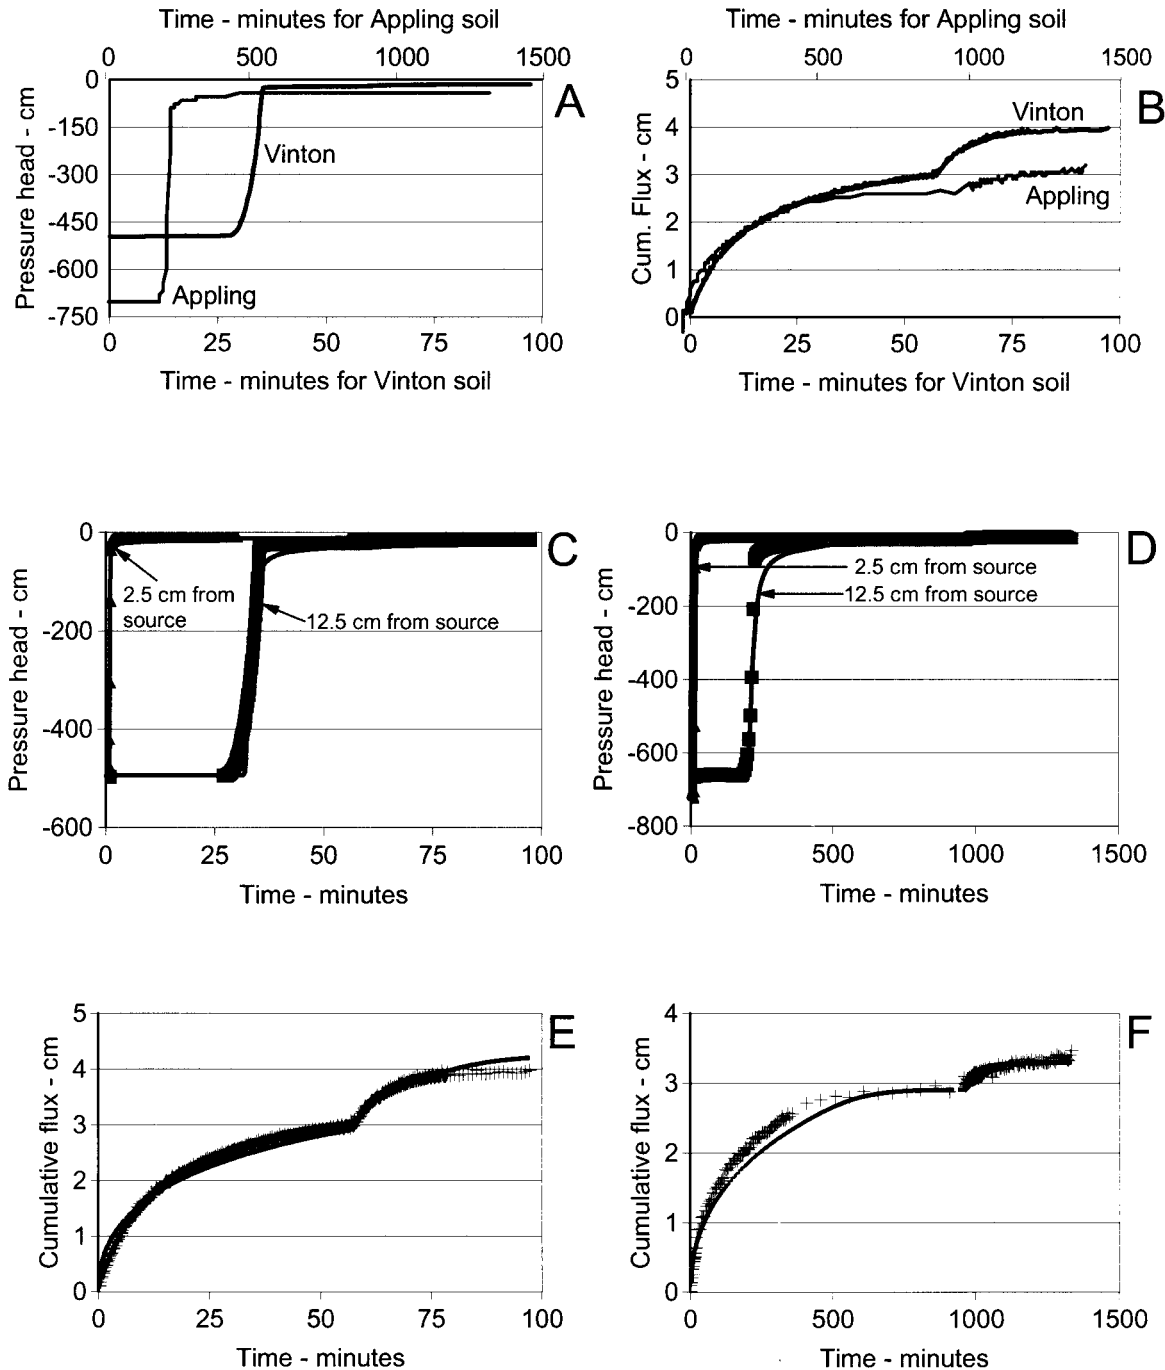 Time - minutes for Appling soil
0 500 1000 1500
0
-150
-300
-450
-600
-750
Pressure head - cm
A
Vinton
Appling
0 25 50 75 100
Time - minutes for Vinton soil
Time - minutes for Appling soil
0 500 1000 1500
5
4
3
2
1
0
Cum. Flux - cm
B
Vinton
Appling
0 25 50 75 100
Time - minutes for Vinton soil
0
-200
-400
-600
Pressure head - cm
C
2.5 cm from
source
12.5 cm from source
0 25 50 75 100
Time - minutes
0
-200
-400
-600
-800
Pressure head - cm
D
2.5 cm from source
12.5 cm from source
0 500 1000 1500
Time - minutes
5
4
3
2
1
0
Cumulative flux - cm
E
0 25 50 75 100
Time - minutes
4
3
2
1
0
Cumulative flux - cm
F
0 500 1000 1500
Time - minutes